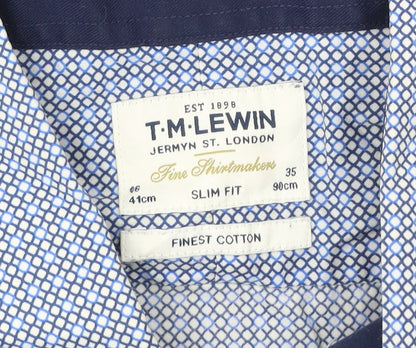 EST 1898
T·M·LEWIN
JERMYN ST. LONDON
Fine Shirtmakers
16 35
41cm SLIM FIT 90cm
FINEST COTTON